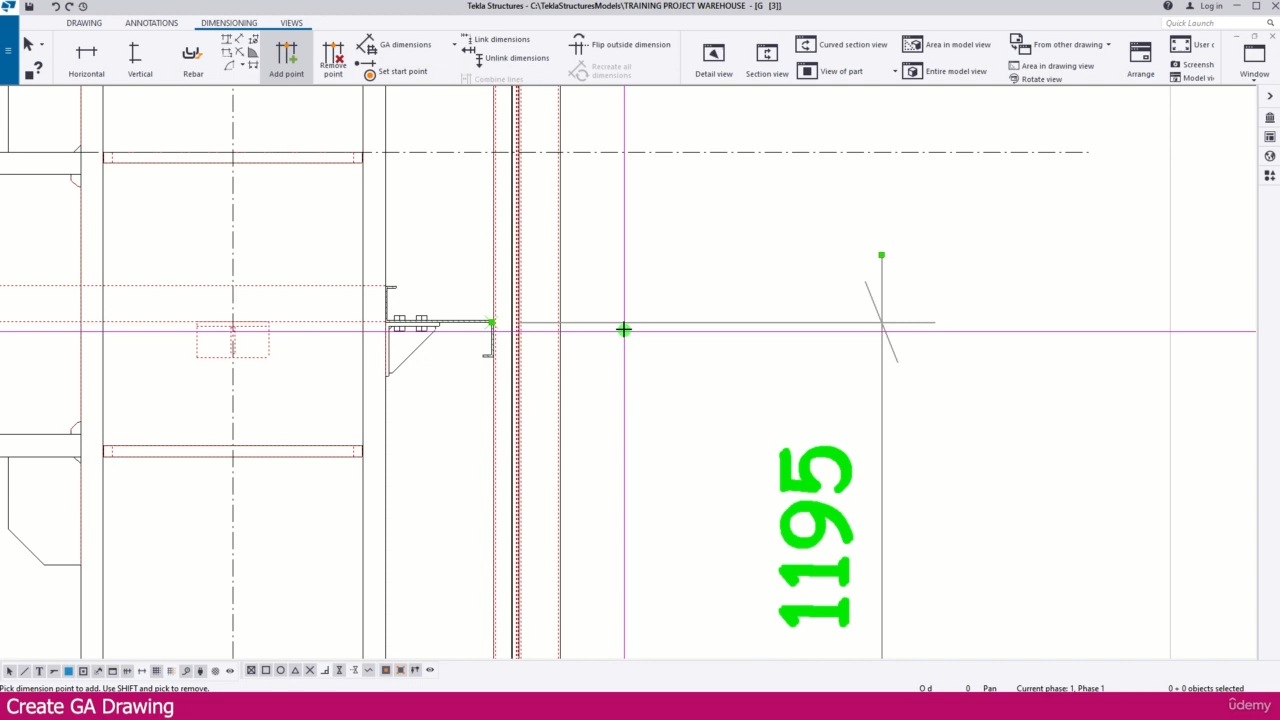 Tekla Structures - C:\TeklaStructuresModels\TRAINING PROJECT WAREHOUSE - [G [3]]
Log in
DRAWING
ANNOTATIONS
DIMENSIONING
VIEWS
Quick Launch
Horizontal
Vertical
Rebar
Add point
Remove point
GA dimensions
Set start point
Link dimensions
Unlink dimensions
Combine lines
Flip outside dimension
Recreate all dimensions
Detail view
Section view
Curved section view
View of part
Area in model view
Entire model view
From other drawing
Area in drawing view
Rotate view
Arrange
User c
Screensh
Model vi
Window
1195
Pick dimension point to add. Use SHIFT and pick to remove.
O d
0
Pan
Current phase: 1, Phase 1
0 + 0 objects selected
Create GA Drawing
ûdemy